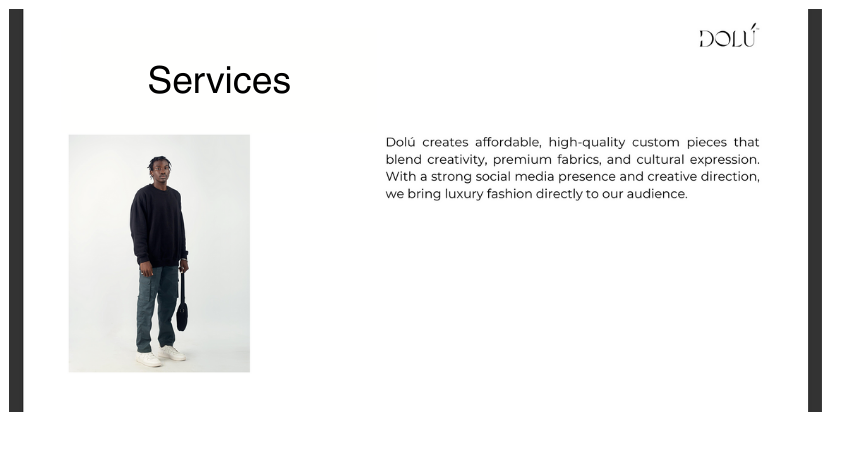 DOLÚ
Services
Dolú creates affordable, high-quality custom pieces that
blend creativity, premium fabrics, and cultural expression.
With a strong social media presence and creative direction,
we bring luxury fashion directly to our audience.